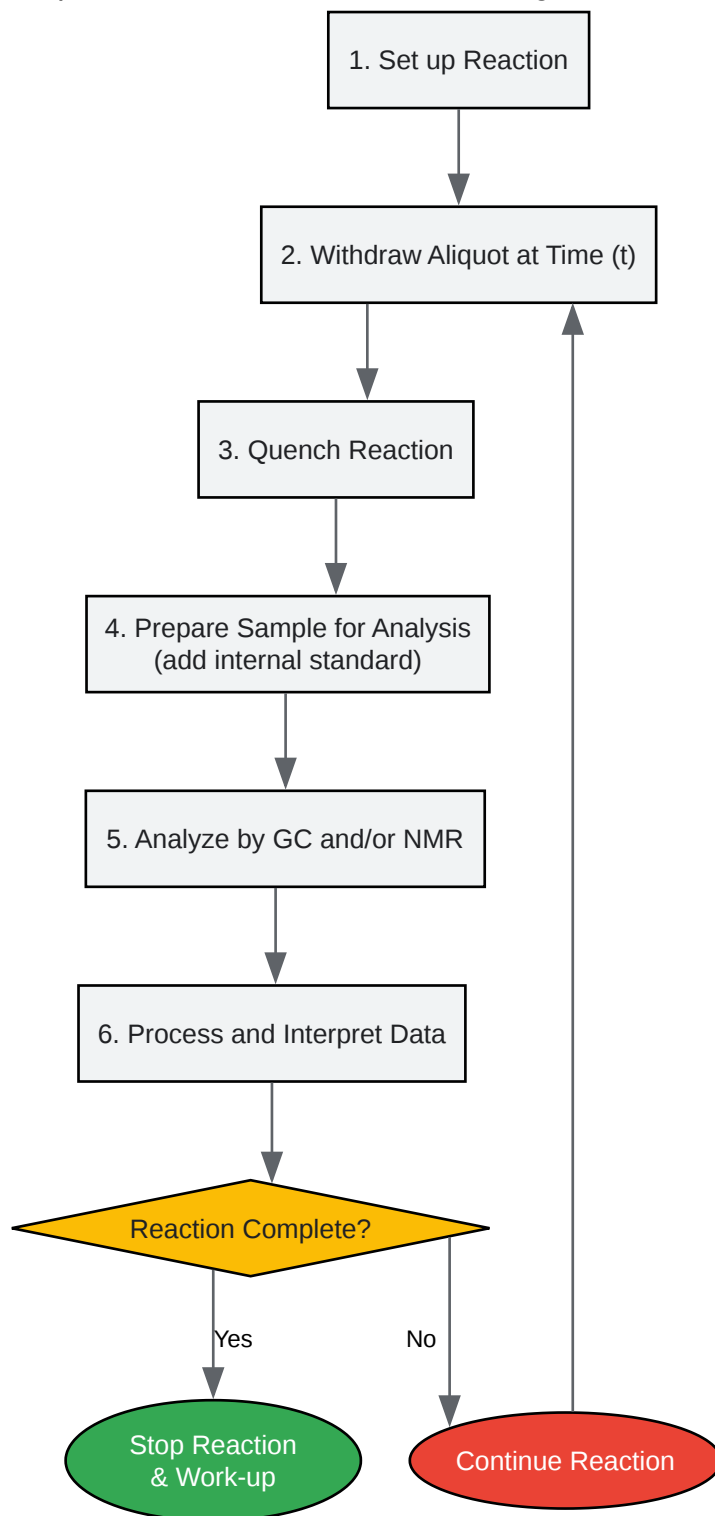 1. Set up Reaction
2. Withdraw Aliquot at Time (t)
3. Quench Reaction
4. Prepare Sample for Analysis
(add internal standard)
5. Analyze by GC and/or NMR
6. Process and Interpret Data
Reaction Complete?
Yes
No
Stop Reaction
& Work-up
Continue Reaction